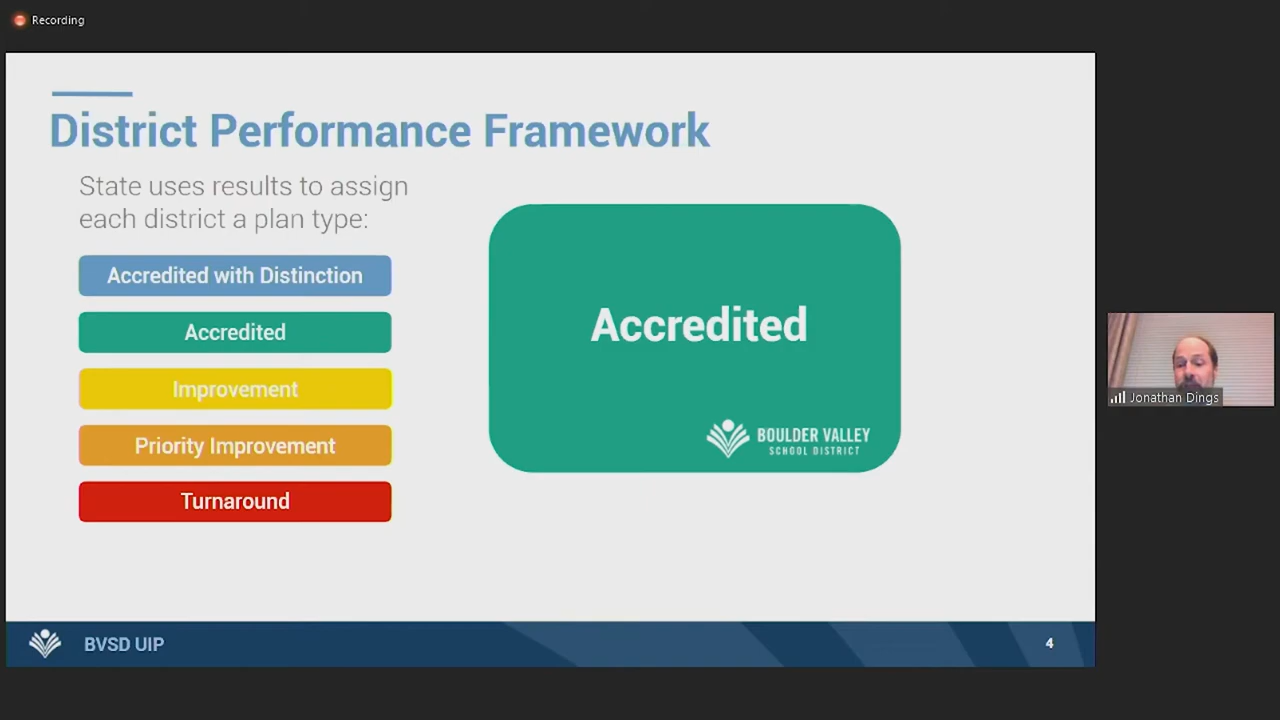 Recording
District Performance Framework
State uses results to assign
each district a plan type:
Accredited with Distinction
Accredited
Improvement
Priority Improvement
Turnaround
Accredited
BOULDER VALLEY
SCHOOL DISTRICT
Jonathan Dings
BVSD UIP
4